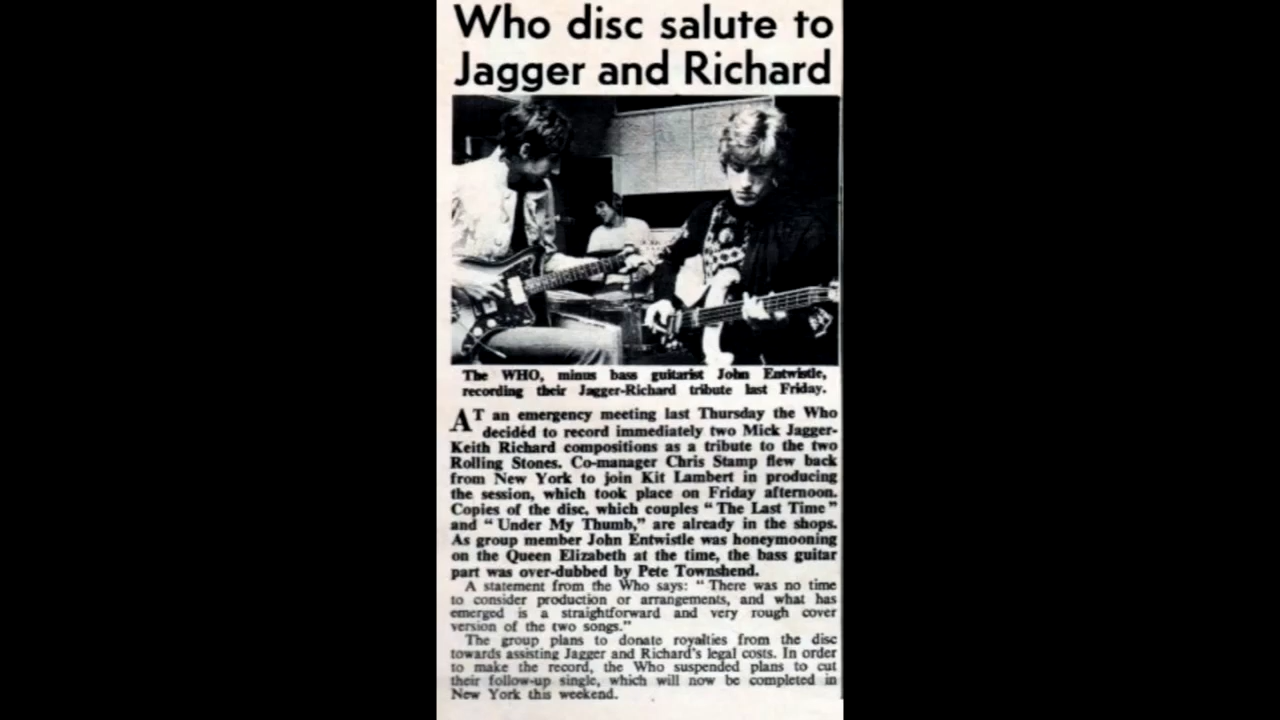 Who disc salute to
Jagger and Richard
The WHO, minus bass guitarist John Entwistle,
recording their Jagger-Richard tribute last Friday.
AT an emergency meeting last Thursday the Who
decided to record immediately two Mick Jagger-
Keith Richard compositions as a tribute to the two
Rolling Stones. Co-manager Chris Stamp flew back
from New York to join Kit Lambert in producing
the session, which took place on Friday afternoon.
Copies of the disc, which couples "The Last Time"
and "Under My Thumb," are already in the shops.
As group member John Entwistle was honeymooning
on the Queen Elizabeth at the time, the bass guitar
part was over-dubbed by Pete Townshend.
A statement from the Who says: "There was no time
to consider production or arrangements, and what has
emerged is a straightforward and very rough cover
version of the two songs."
The group plans to donate royalties from the disc
towards assisting Jagger and Richard's legal costs. In order
to make the record, the Who suspended plans to cut
their follow-up single, which will now be completed in
New York this weekend.